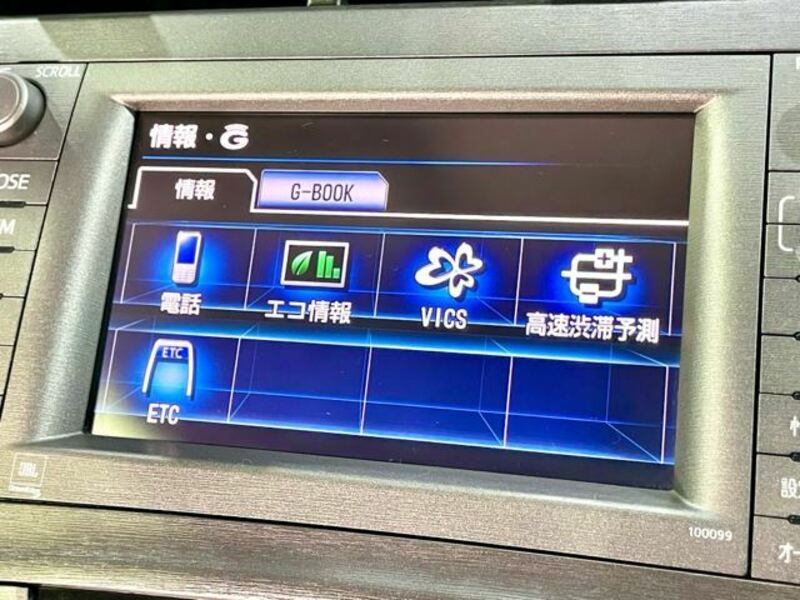 SCROLL
情報・G
情報
G-BOOK
電話
エコ情報
VICS
高速渋滞予測
ETC
ETC
JBL
100099